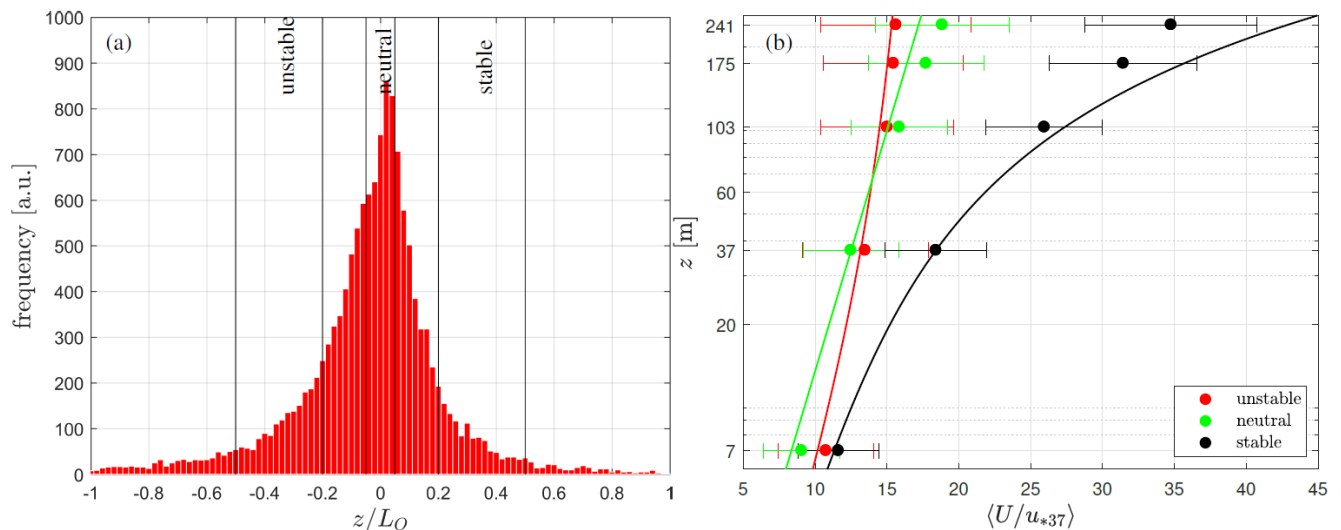 (a)
unstable
neutral
stable
frequency [a.u.]
1000
900
800
700
600
500
400
300
200
100
0
-1 -0.8 -0.6 -0.4 -0.2 0 0.2 0.4 0.6 0.8 1
z/L_O
(b)
z [m]
241
175
103
60
37
20
7
unstable
neutral
stable
5 10 15 20 25 30 35 40 45
⟨U/u_{*37}⟩